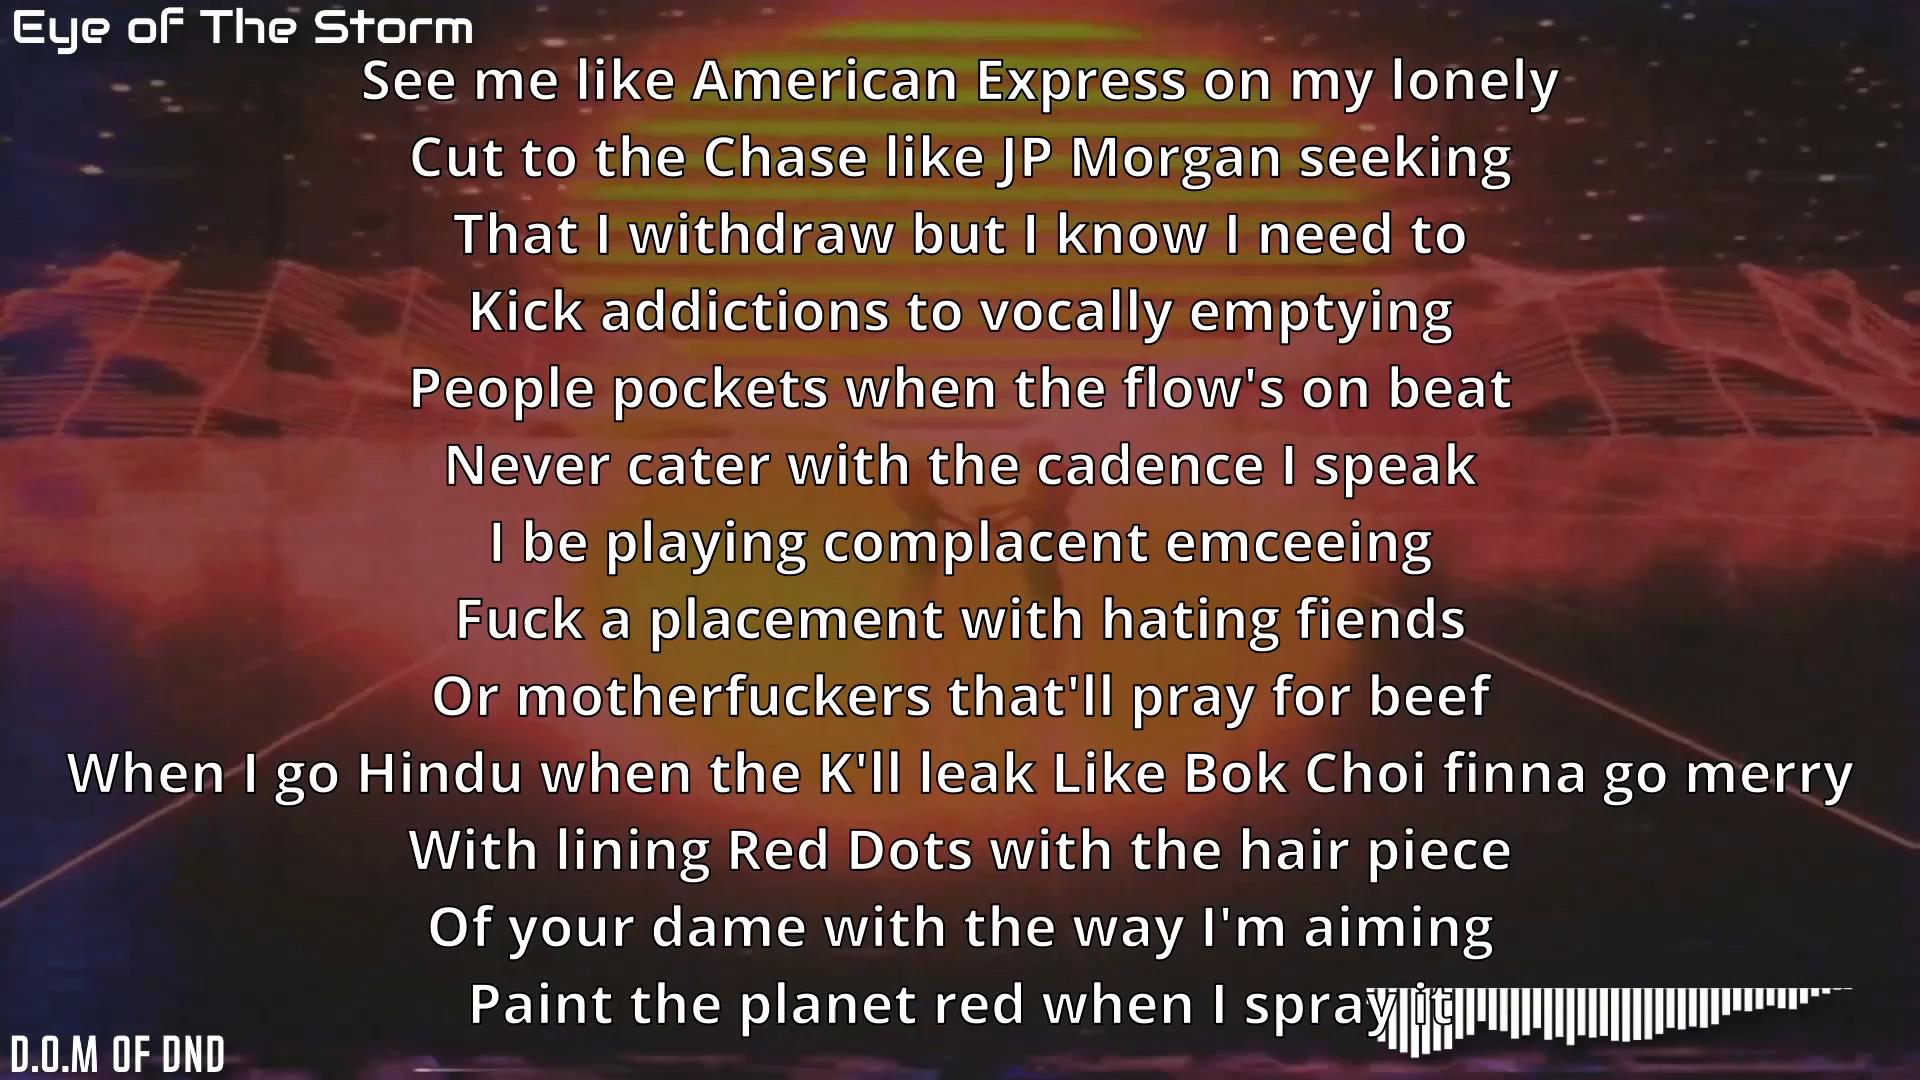 Eye of The Storm
See me like American Express on my lonely
Cut to the Chase like JP Morgan seeking
That I withdraw but I know I need to
Kick addictions to vocally emptying
People pockets when the flow's on beat
Never cater with the cadence I speak
I be playing complacent emceeing
Fuck a placement with hating fiends
Or motherfuckers that'll pray for beef
When I go Hindu when the K'll leak Like Bok Choi finna go merry
With lining Red Dots with the hair piece
Of your dame with the way I'm aiming
Paint the planet red when I spray it
D.O.M OF DND